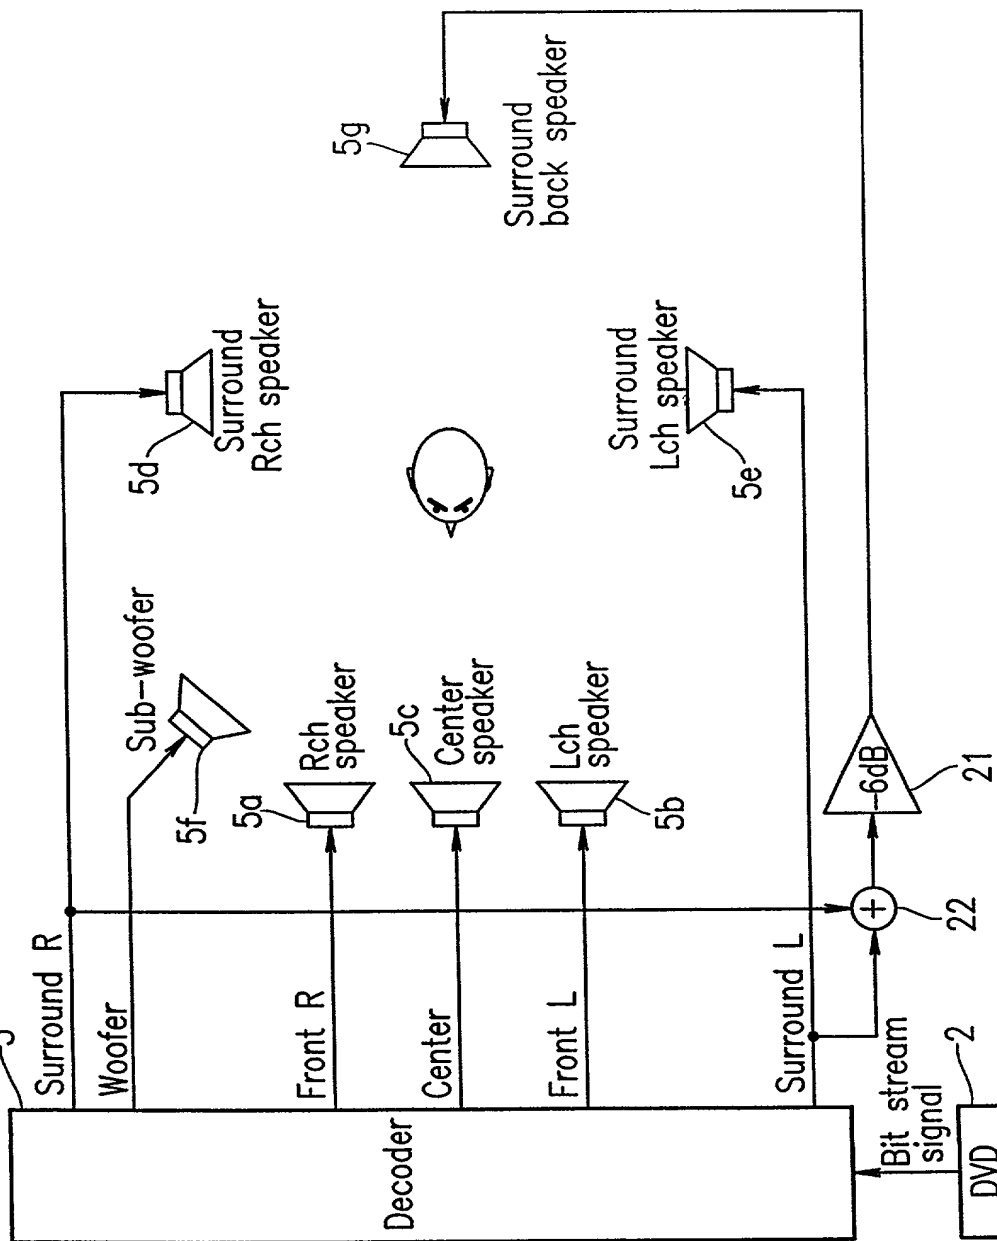 DVD
2
Bit stream
signal
Decoder
Surround L
Front L
Center
Front R
Woofer
Surround R
22
21
-6dB
5b
Lch
speaker
5c
Center
speaker
5a
Rch
speaker
5f
Sub-woofer
5e
Surround
Lch speaker
5d
Surround
Rch speaker
5g
Surround
back speaker